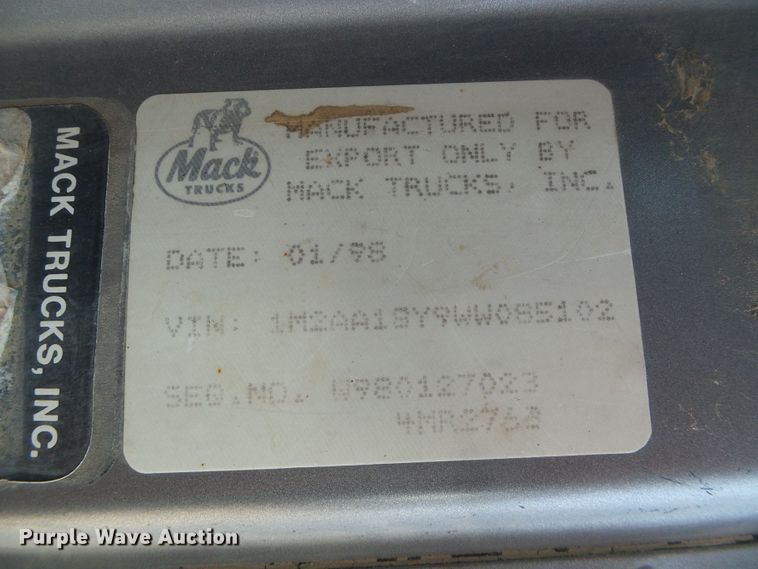 MACK TRUCKS, INC.
Mack
TRUCKS
MANUFACTURED FOR
EXPORT ONLY BY
MACK TRUCKS, INC.
DATE: 01/98
VIN: 1M2AA18Y9WW085102
SEQ.NO. W980127023
4MR2763
Purple Wave Auction